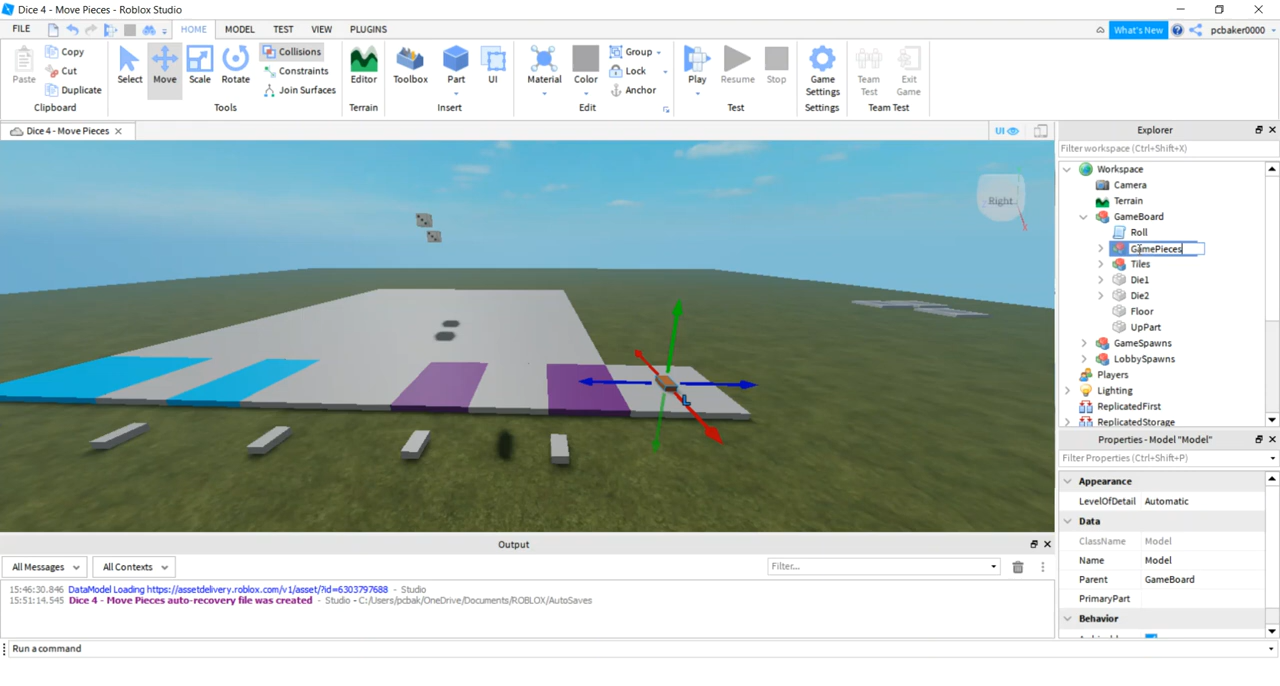 Dice 4 - Move Pieces - Roblox Studio
FILE HOME MODEL TEST VIEW PLUGINS What's New pcbaker0000
Paste Copy Cut Duplicate Clipboard
Select Move Scale Rotate Collisions Constraints Join Surfaces Tools
Editor Terrain
Toolbox Part UI Insert
Material Color Group Lock Anchor Edit
Play Resume Stop Test
Game Settings Settings
Team Test Exit Game Team Test
Dice 4 - Move Pieces UI
Right
L
Explorer
Filter workspace (Ctrl+Shift+X)
Workspace
Camera
Terrain
GameBoard
Roll
GamePieces
Tiles
Die1
Die2
Floor
UpPart
GameSpawns
LobbySpawns
Players
Lighting
ReplicatedFirst
ReplicatedStorage
Properties - Model "Model"
Filter Properties (Ctrl+Shift+P)
Appearance
LevelOfDetail Automatic
Data
ClassName Model
Name Model
Parent GameBoard
PrimaryPart
Behavior
Output
All Messages All Contexts Filter...
15:46:30.846 DataModel Loading https://assetdelivery.roblox.com/v1/asset/?id=6303797688 - Studio
15:51:14.545 Dice 4 - Move Pieces auto-recovery file was created - Studio - C:/Users/pcbak/OneDrive/Documents/ROBLOX/AutoSaves
Run a command